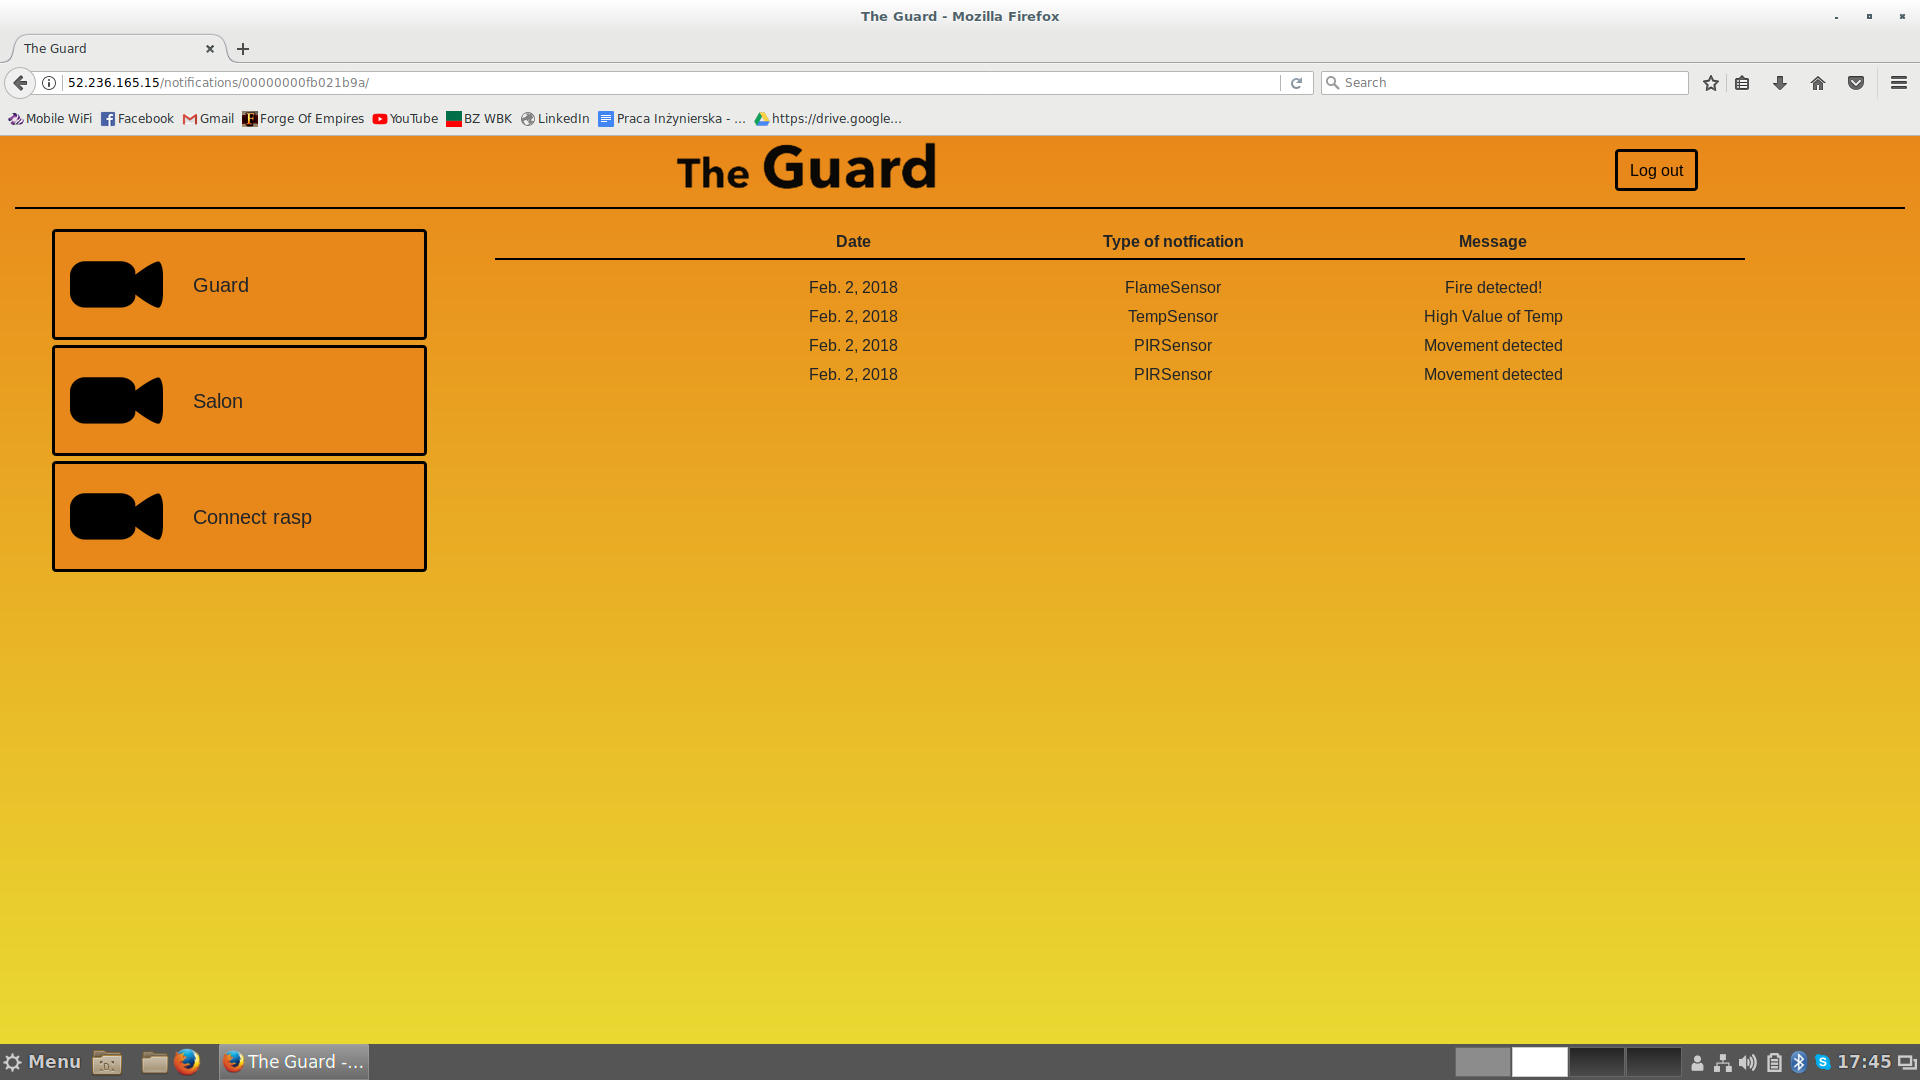 The Guard - Mozilla Firefox
The Guard
52.236.165.15/notifications/00000000fb021b9a/
Search
Mobile WiFi Facebook Gmail Forge Of Empires YouTube BZ WBK LinkedIn Praca Inżynierska - ... https://drive.google...
The Guard
Log out
Guard
Salon
Connect rasp
Date Type of notfication Message
Feb. 2, 2018 FlameSensor Fire detected!
Feb. 2, 2018 TempSensor High Value of Temp
Feb. 2, 2018 PIRSensor Movement detected
Feb. 2, 2018 PIRSensor Movement detected
Menu The Guard -... 17:45